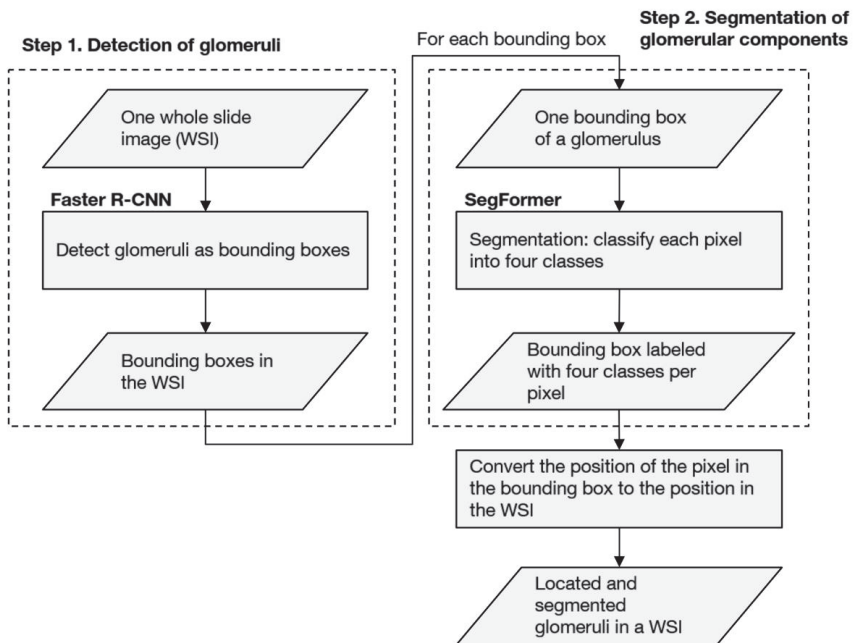 Step 1. Detection of glomeruli
One whole slide
image (WSI)
Faster R-CNN
Detect glomeruli as bounding boxes
Bounding boxes in
the WSI
For each bounding box
Step 2. Segmentation of
glomerular components
One bounding box
of a glomerulus
SegFormer
Segmentation: classify each pixel
into four classes
Bounding box labeled
with four classes per
pixel
Convert the position of the pixel in
the bounding box to the position in
the WSI
Located and
segmented
glomeruli in a WSI